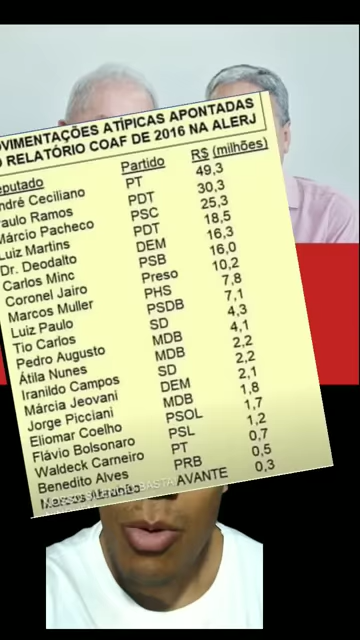 OVIMENTAÇÕES ATÍPICAS APONTADAS
O RELATÓRIO COAF DE 2016 NA ALERJ
eputado Partido R$ (milhões)
ndré Ceciliano PT 49,3
aulo Ramos PDT 30,3
Márcio Pacheco PSC 25,3
Luiz Martins PDT 18,5
Dr. Deodalto DEM 16,3
Carlos Minc PSB 16,0
Coronel Jairo Preso 10,2
Marcos Muller PHS 7,8
Luiz Paulo PSDB 7,1
Tio Carlos SD 4,3
Pedro Augusto MDB 4,1
Átila Nunes MDB 2,2
Iranildo Campos SD 2,2
Márcia Jeovani DEM 2,1
Jorge Picciani MDB 1,8
Eliomar Coelho PSOL 1,7
Flávio Bolsonaro PSL 1,2
Waldeck Carneiro PT 0,7
Benedito Alves PRB 0,5
Marcos AVANTE 0,3